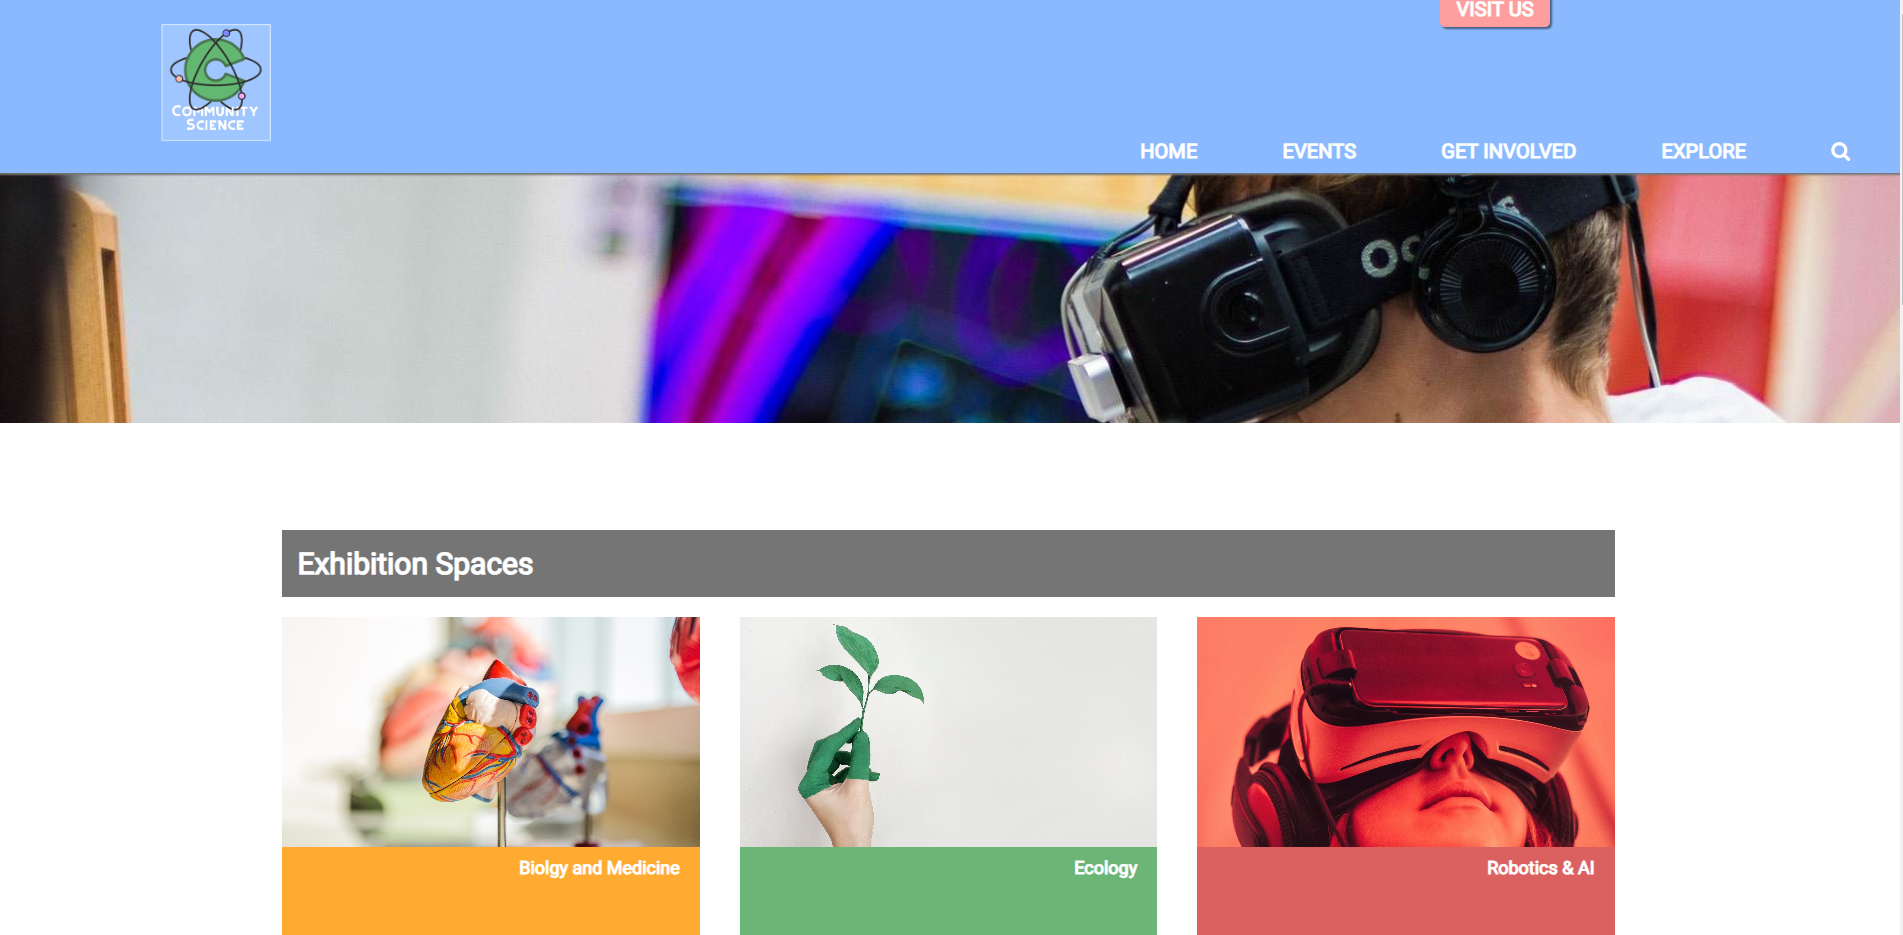 VISIT US
COMMUNITY
SCIENCE
HOME EVENTS GET INVOLVED EXPLORE
Exhibition Spaces
Biolgy and Medicine
Ecology
Robotics & AI